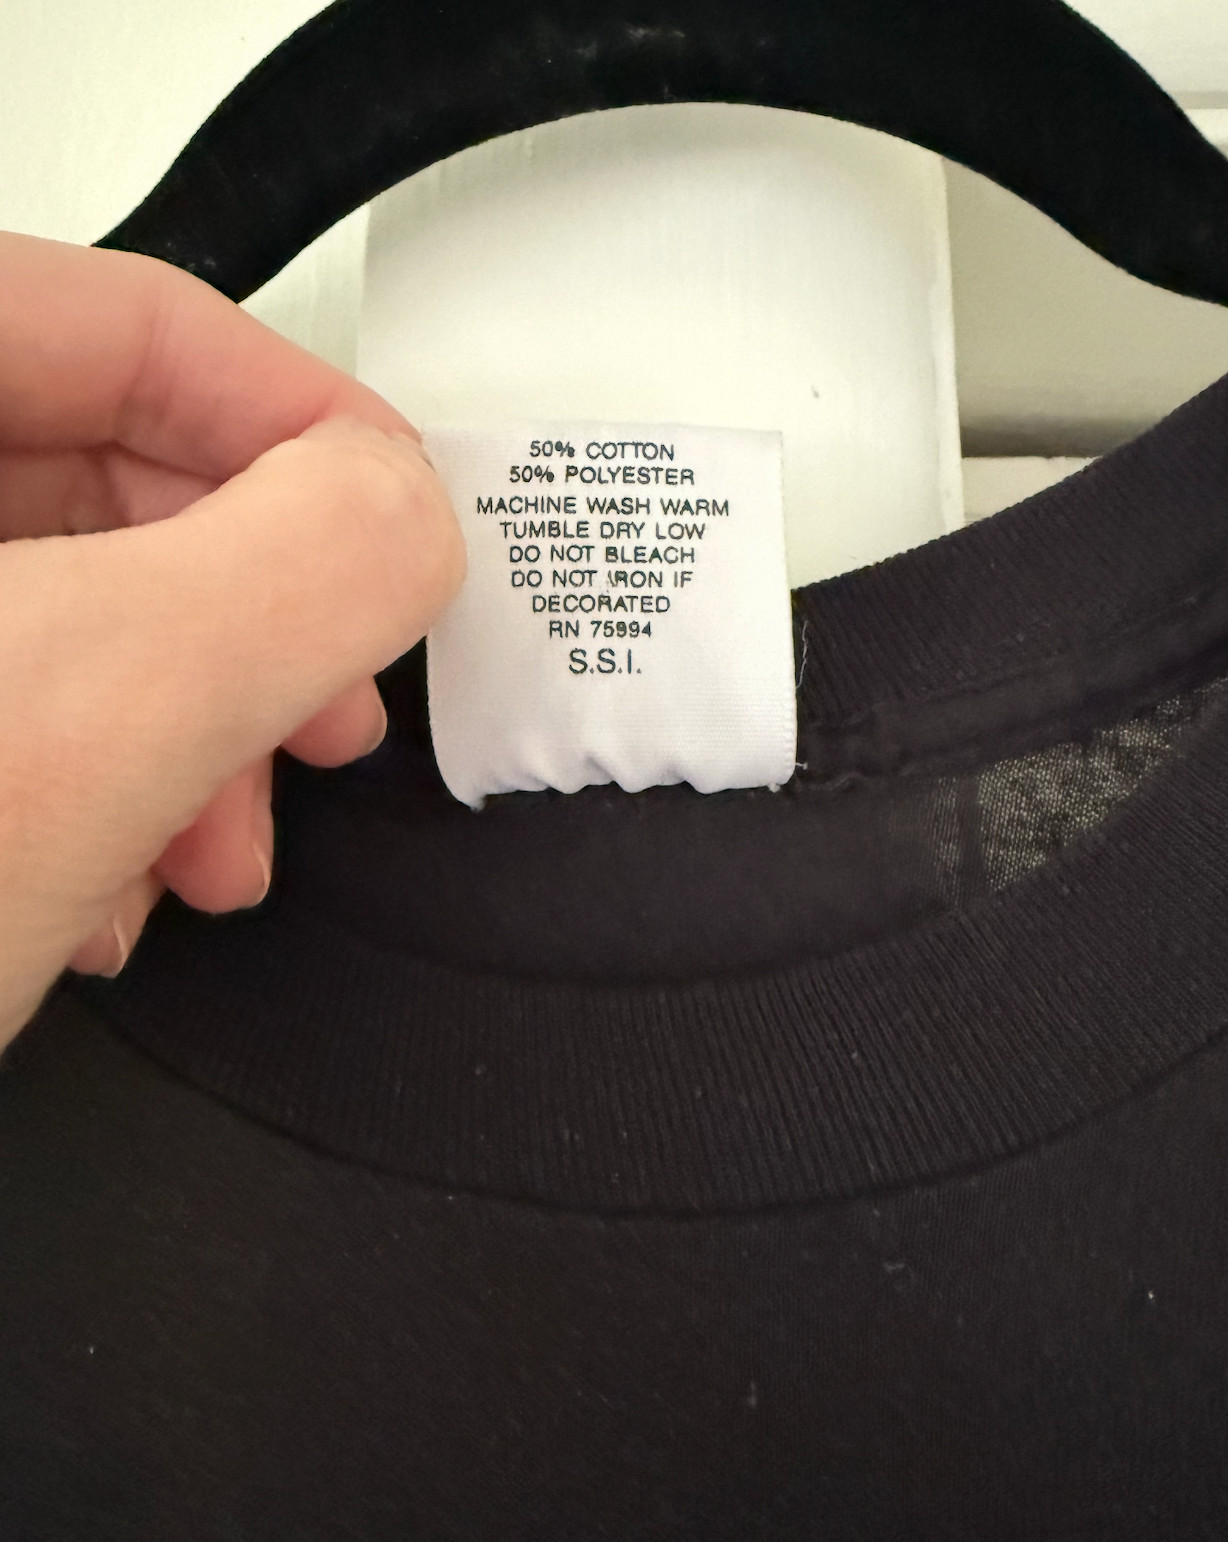 50% COTTON
50% POLYESTER
MACHINE WASH WARM
TUMBLE DRY LOW
DO NOT BLEACH
DO NOT IRON IF
DECORATED
RN 75994
S.S.I.